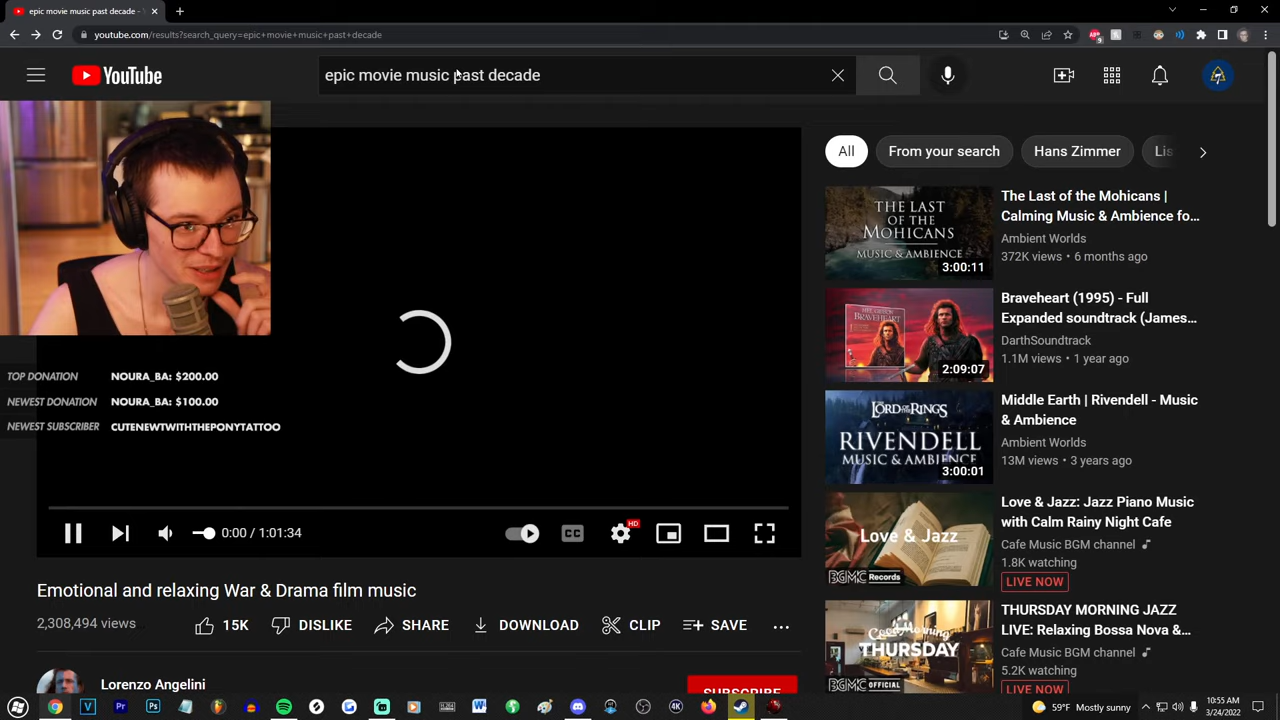 epic movie music past decade -
youtube.com/results?search_query=epic+movie+music+past+decade
YouTube
epic movie music past decade
All
From your search
Hans Zimmer
Lis
THE LAST
OF THE
MOHICANS
MUSIC & AMBIENCE
3:00:11
The Last of the Mohicans |
Calming Music & Ambience fo...
Ambient Worlds
372K views • 6 months ago
BRAVEHEART
2:09:07
Braveheart (1995) - Full
Expanded soundtrack (James...
DarthSoundtrack
1.1M views • 1 year ago
THE LORD OF THE RINGS
RIVENDELL
MUSIC & AMBIENCE
3:00:01
Middle Earth | Rivendell - Music
& Ambience
Ambient Worlds
13M views • 3 years ago
TOP DONATION NOURA_BA: $200.00
NEWEST DONATION NOURA_BA: $100.00
NEWEST SUBSCRIBER CUTENEWTWITHTHEPONYTATTOO
Love & Jazz
BGMC Records
Love & Jazz: Jazz Piano Music
with Calm Rainy Night Cafe
Cafe Music BGM channel
1.8K watching
LIVE NOW
0:00 / 1:01:34
CC
HD
Emotional and relaxing War & Drama film music
2,308,494 views
15K
DISLIKE
SHARE
DOWNLOAD
CLIP
SAVE
Good Morning
THURSDAY
BGMC OFFICIAL
THURSDAY MORNING JAZZ
LIVE: Relaxing Bossa Nova &...
Cafe Music BGM channel
5.2K watching
LIVE NOW
Lorenzo Angelini
SUBSCRIBE
59°F Mostly sunny
10:55 AM
3/24/2022